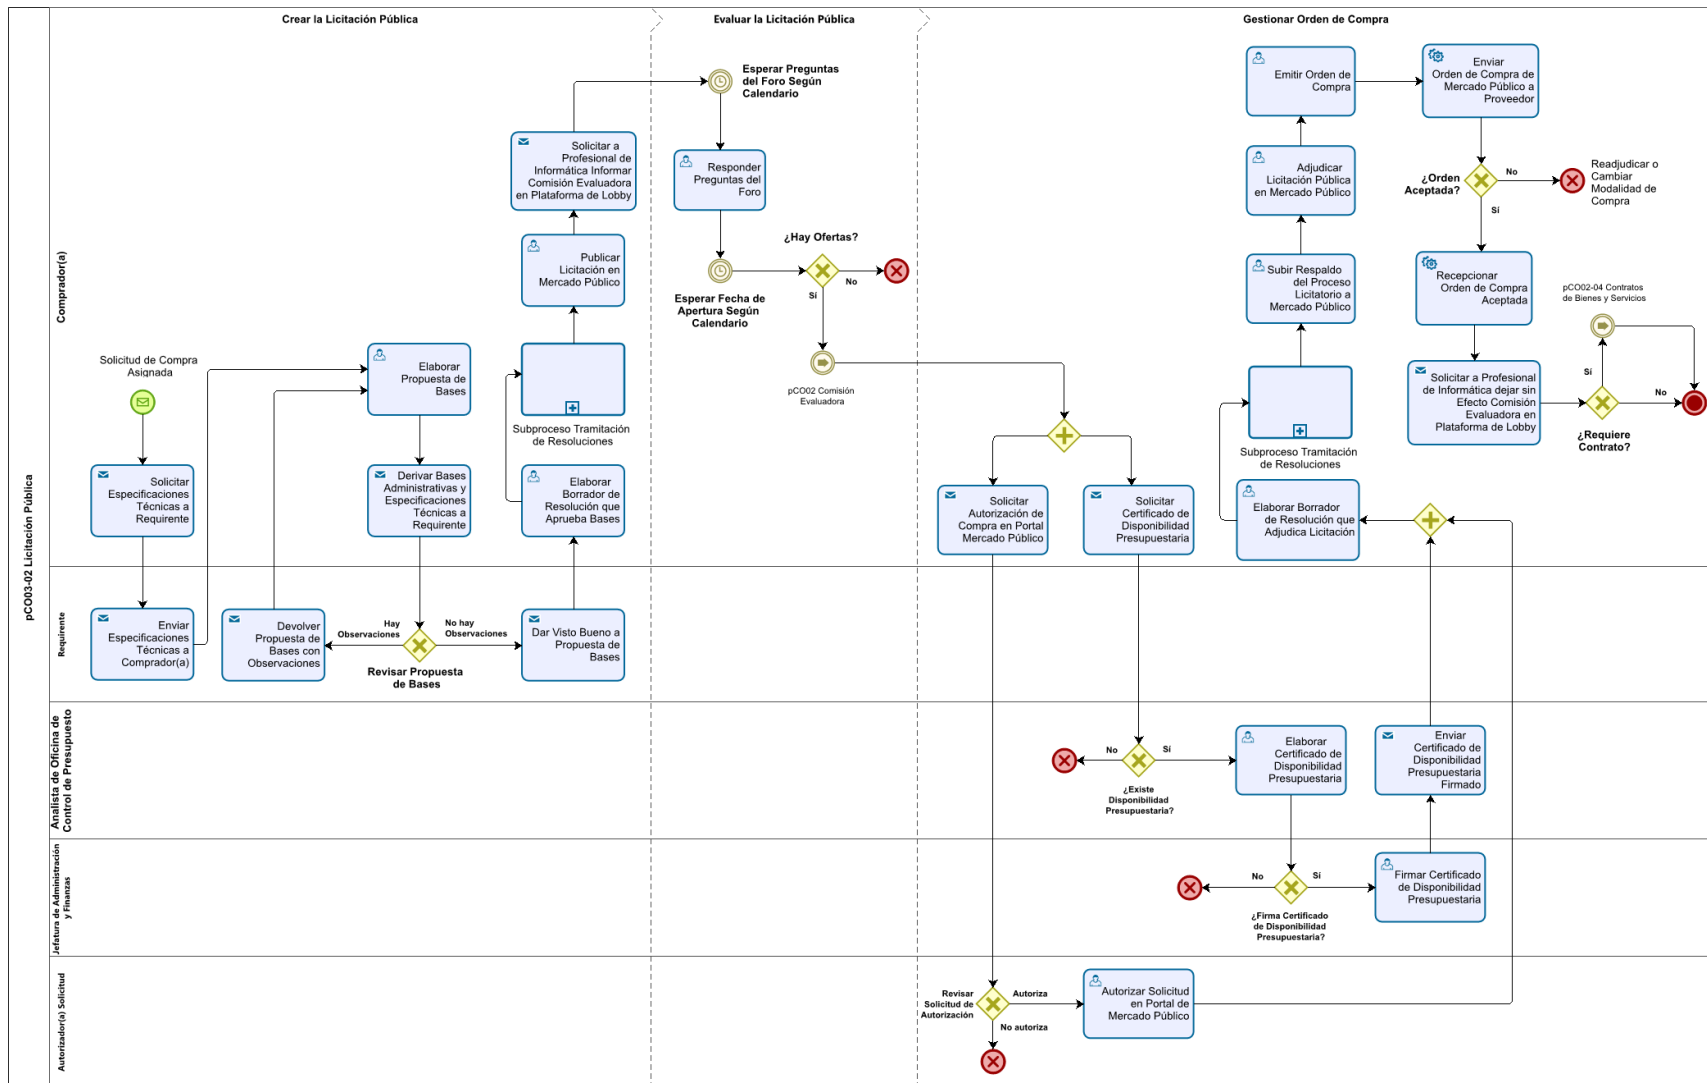 pCO03-02 Licitación Pública
Crear la Licitación Pública
Evaluar la Licitación Pública
Gestionar Orden de Compra
Comprador(a)
Solicitud de Compra
Asignada
Solicitar
Especificaciones
Técnicas a
Requirente
Elaborar
Propuesta de
Bases
Derivar Bases
Administrativas y
Especificaciones
Técnicas a
Requirente
Solicitar a
Profesional de
Informática Informar
Comisión Evaluadora
en Plataforma de Lobby
Publicar
Licitación en
Mercado Público
Subproceso Tramitación
de Resoluciones
Elaborar
Borrador de
Resolución que
Aprueba Bases
Esperar Preguntas
del Foro Según
Calendario
Responder
Preguntas del
Foro
Esperar Fecha de
Apertura Según
Calendario
¿Hay Ofertas?
No
Sí
pCO02 Comisión
Evaluadora
Solicitar
Autorización de
Compra en Portal
Mercado Público
Solicitar
Certificado de
Disponibilidad
Presupuestaria
Emitir Orden de
Compra
Adjudicar
Licitación Pública
en Mercado Público
Subir Respaldo
del Proceso
Licitatorio a
Mercado Público
Subproceso Tramitación
de Resoluciones
Elaborar Borrador
de Resolución que
Adjudica Licitación
Enviar
Orden de Compra de
Mercado Público a
Proveedor
¿Orden
Aceptada?
No
Sí
Readjudicar o
Cambiar
Modalidad de
Compra
Recepcionar
Orden de Compra
Aceptada
Solicitar a Profesional
de Informática dejar sin
Efecto Comisión
Evaluadora en
Plataforma de Lobby
pCO02-04 Contratos
de Bienes y Servicios
Sí
No
¿Requiere
Contrato?
Requirente
Enviar
Especificaciones
Técnicas a
Comprador(a)
Devolver
Propuesta de
Bases con
Observaciones
Hay
Observaciones
No hay
Observaciones
Revisar Propuesta
de Bases
Dar Visto Bueno a
Propuesta de
Bases
Analista de Oficina de
Control de Presupuesto
No
Sí
¿Existe
Disponibilidad
Presupuestaria?
Elaborar
Certificado de
Disponibilidad
Presupuestaria
Enviar
Certificado de
Disponibilidad
Presupuestaria
Firmado
Jefatura de Administración
y Finanzas
No
Sí
¿Firma Certificado
de Disponibilidad
Presupuestaria?
Firmar Certificado
de Disponibilidad
Presupuestaria
Autorizador(a) Solicitud
Revisar
Solicitud de
Autorización
Autoriza
No autoriza
Autorizar Solicitud
en Portal de
Mercado Público